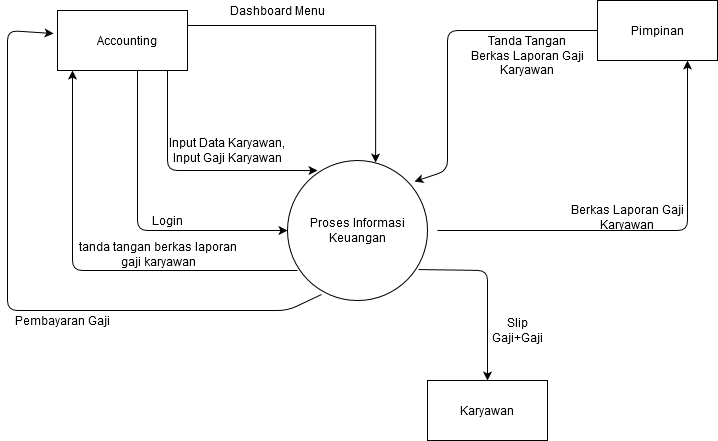 Dashboard Menu
Accounting
Pimpinan
Tanda Tangan
Berkas Laporan Gaji
Karyawan
Input Data Karyawan,
Input Gaji Karyawan
Login
Proses Informasi
Keuangan
Berkas Laporan Gaji
Karyawan
tanda tangan berkas laporan
gaji karyawan
Pembayaran Gaji
Slip
Gaji+Gaji
Karyawan